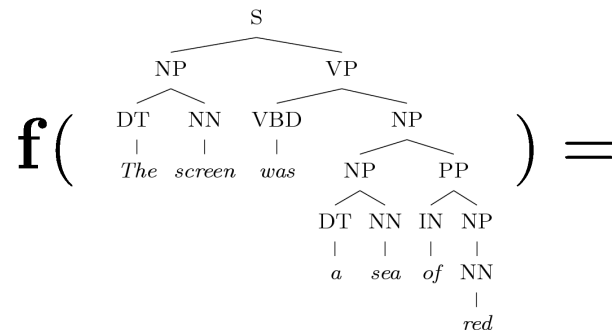 S
NP VP
f( DT NN VBD NP ) =
The screen was NP PP
DT NN IN NP
a sea of NN
red